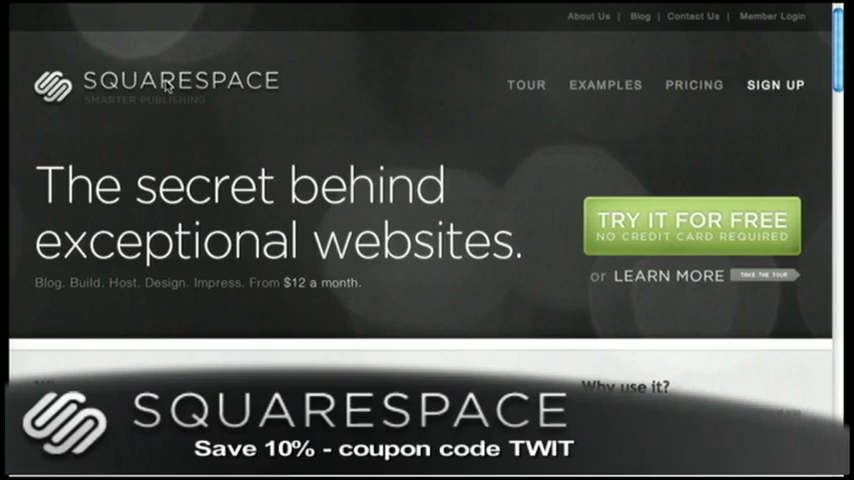 About Us | Blog | Contact Us | Member Login
SQUARESPACE
SMARTER PUBLISHING
TOUR EXAMPLES PRICING SIGN UP
The secret behind
exceptional websites.
Blog. Build. Host. Design. Impress. From $12 a month.
TRY IT FOR FREE
NO CREDIT CARD REQUIRED
or LEARN MORE TAKE THE TOUR
Why use it?
SQUARESPACE
Save 10% - coupon code TWIT